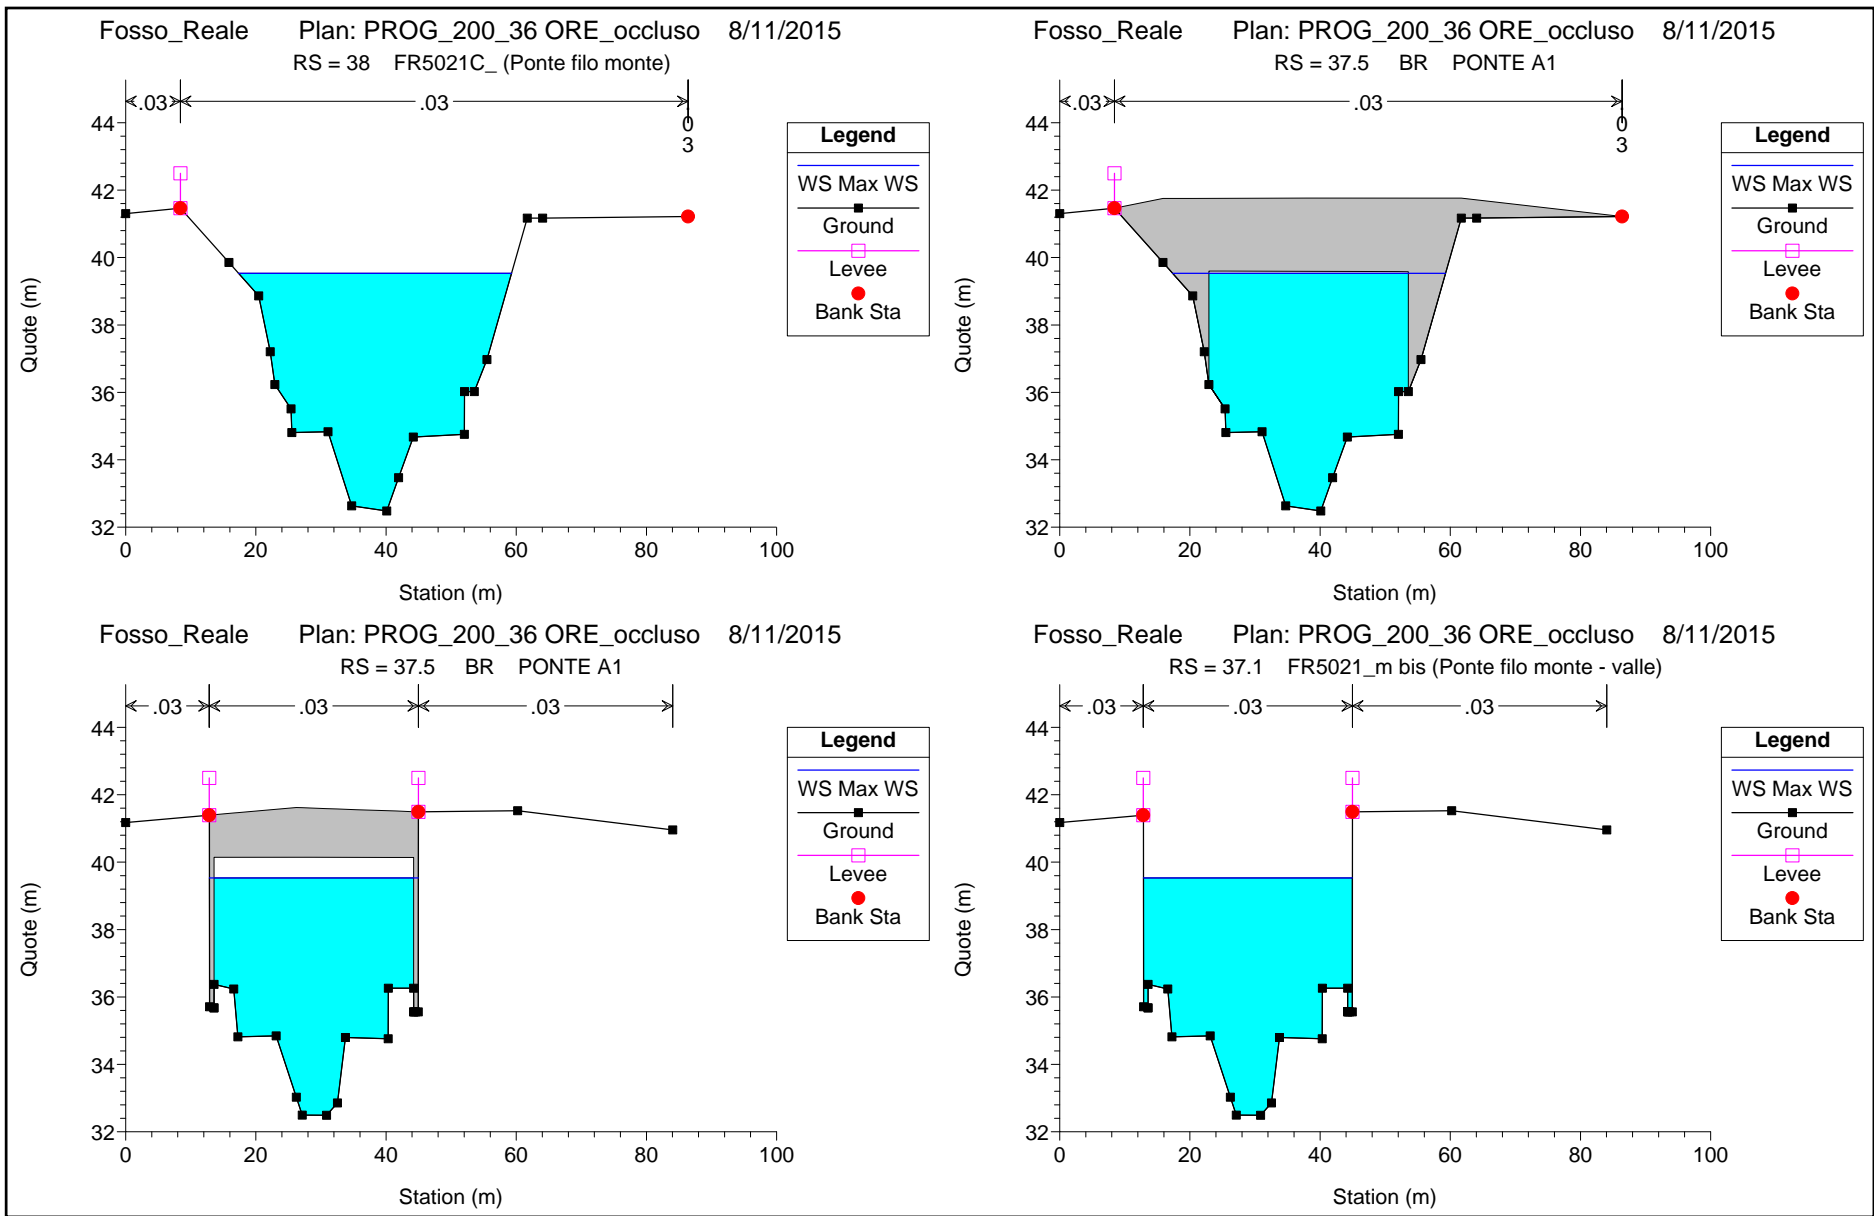 Fosso_Reale Plan: PROG_200_36 ORE_occluso 8/11/2015
RS = 38 FR5021C_ (Ponte filo monte)
.03 .03 .03
44
42
40
38
36
34
32
0 20 40 60 80 100
Quote (m)
Station (m)
Legend
WS Max WS
Ground
Levee
Bank Sta
Fosso_Reale Plan: PROG_200_36 ORE_occluso 8/11/2015
RS = 37.5 BR PONTE A1
.03 .03 .03
44
42
40
38
36
34
32
0 20 40 60 80 100
Quote (m)
Station (m)
Legend
WS Max WS
Ground
Levee
Bank Sta
Fosso_Reale Plan: PROG_200_36 ORE_occluso 8/11/2015
RS = 37.5 BR PONTE A1
.03 .03 .03
44
42
40
38
36
34
32
0 20 40 60 80 100
Quote (m)
Station (m)
Legend
WS Max WS
Ground
Levee
Bank Sta
Fosso_Reale Plan: PROG_200_36 ORE_occluso 8/11/2015
RS = 37.1 FR5021_m bis (Ponte filo monte - valle)
.03 .03 .03
44
42
40
38
36
34
32
0 20 40 60 80 100
Quote (m)
Station (m)
Legend
WS Max WS
Ground
Levee
Bank Sta